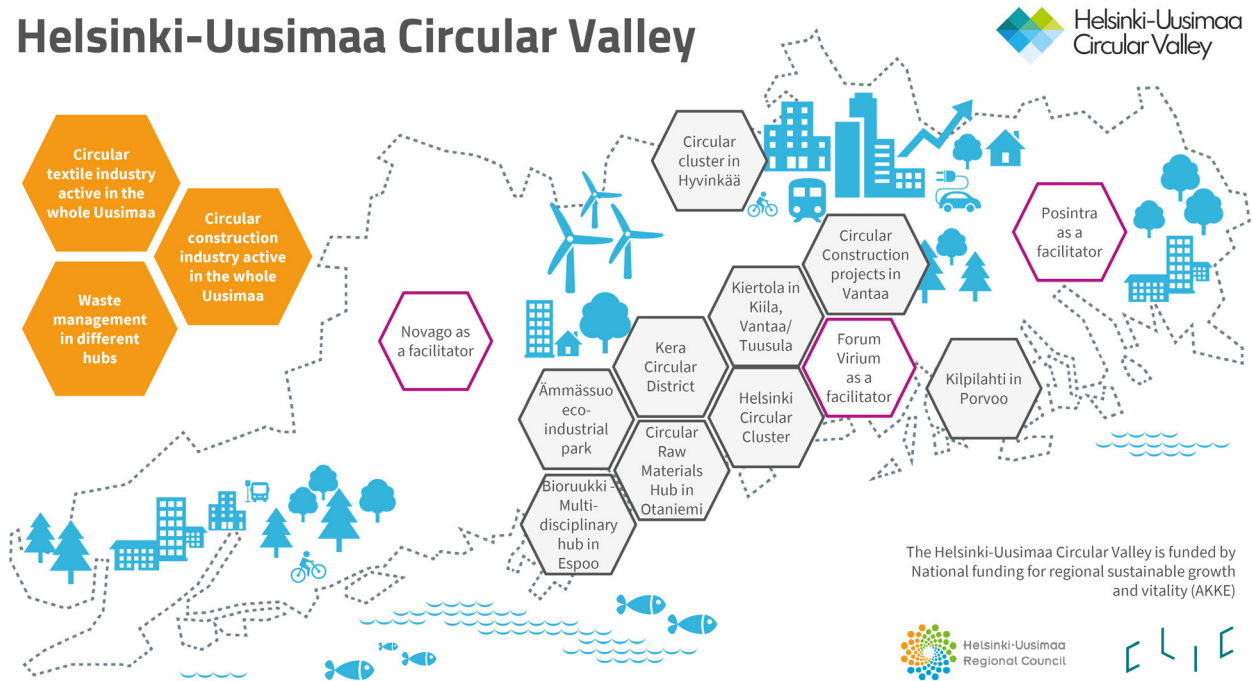 Helsinki-Uusimaa Circular Valley
Helsinki-Uusimaa
Circular Valley
Circular
textile industry
active in the
whole Uusimaa
Circular
construction
industry active
in the whole
Uusimaa
Waste
management
in different
hubs
Circular
cluster in
Hyvinkää
Posintra
as a
facilitator
Circular
Construction
projects in
Vantaa
Kiertola in
Kiila,
Vantaa/
Tuusula
Novago as
a facilitator
Kera
Circular
District
Forum
Virium
as a
facilitator
Kilpilahti in
Porvoo
Ämmässuo
eco-
industrial
park
Helsinki
Circular
Cluster
Circular
Raw
Materials
Hub in
Otaniemi
Bioruukki -
Multi-
disciplinary
hub in
Espoo
The Helsinki-Uusimaa Circular Valley is funded by
National funding for regional sustainable growth
and vitality (AKKE)
Helsinki-Uusimaa
Regional Council
CLIC